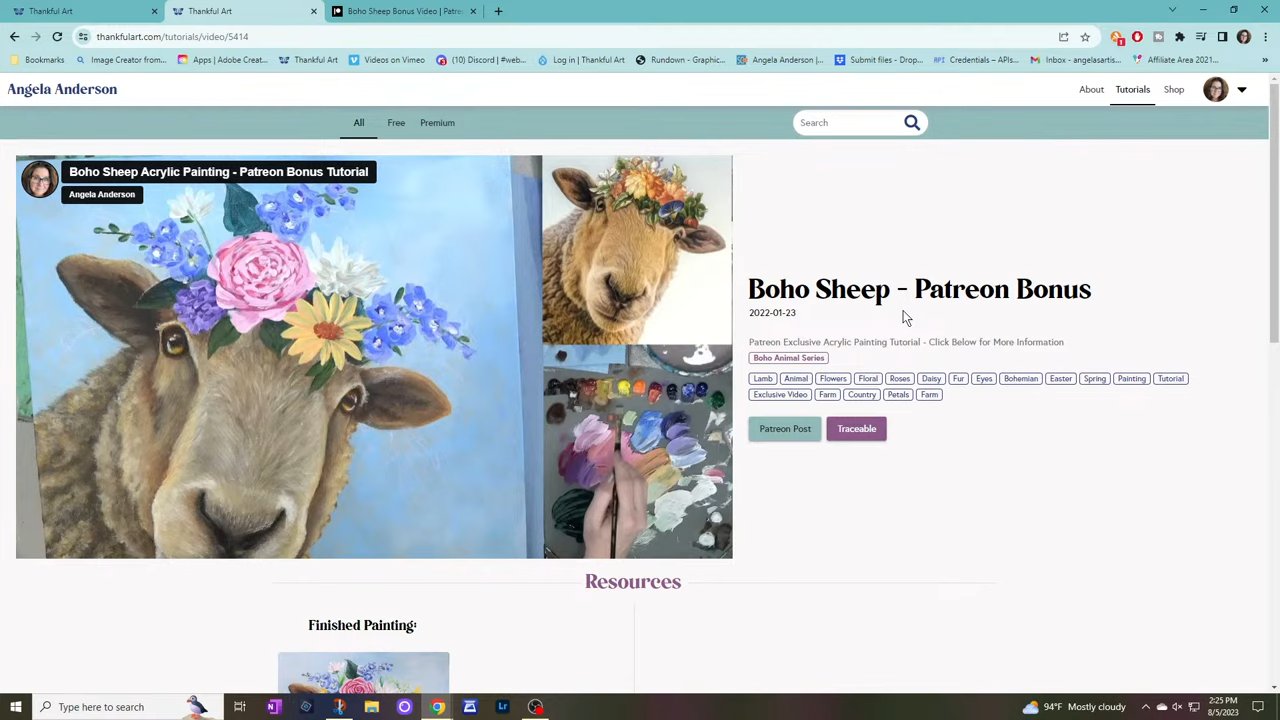 Thankful Art
Thankful Art
Boho Sheep Bonus Video | Patre
thankfulart.com/tutorials/video/5414
Bookmarks
Image Creator from...
Apps | Adobe Creat...
Thankful Art
Videos on Vimeo
(10) Discord | #web...
Log in | Thankful Art
Rundown - Graphic...
Angela Anderson |...
Submit files - Drop...
API Credentials – APIs...
Inbox - angelasartis...
Affiliate Area 2021...
»
Angela Anderson
About
Tutorials
Shop
All
Free
Premium
Search
Boho Sheep Acrylic Painting - Patreon Bonus Tutorial
Angela Anderson
Boho Sheep - Patreon Bonus
2022-01-23
Patreon Exclusive Acrylic Painting Tutorial - Click Below for More Information
Boho Animal Series
Lamb Animal Flowers Floral Roses Daisy Fur Eyes Bohemian Easter Spring Painting Tutorial
Exclusive Video Farm Country Petals Farm
Patreon Post
Traceable
Resources
Finished Painting:
Type here to search
94°F Mostly cloudy
2:25 PM
8/5/2023